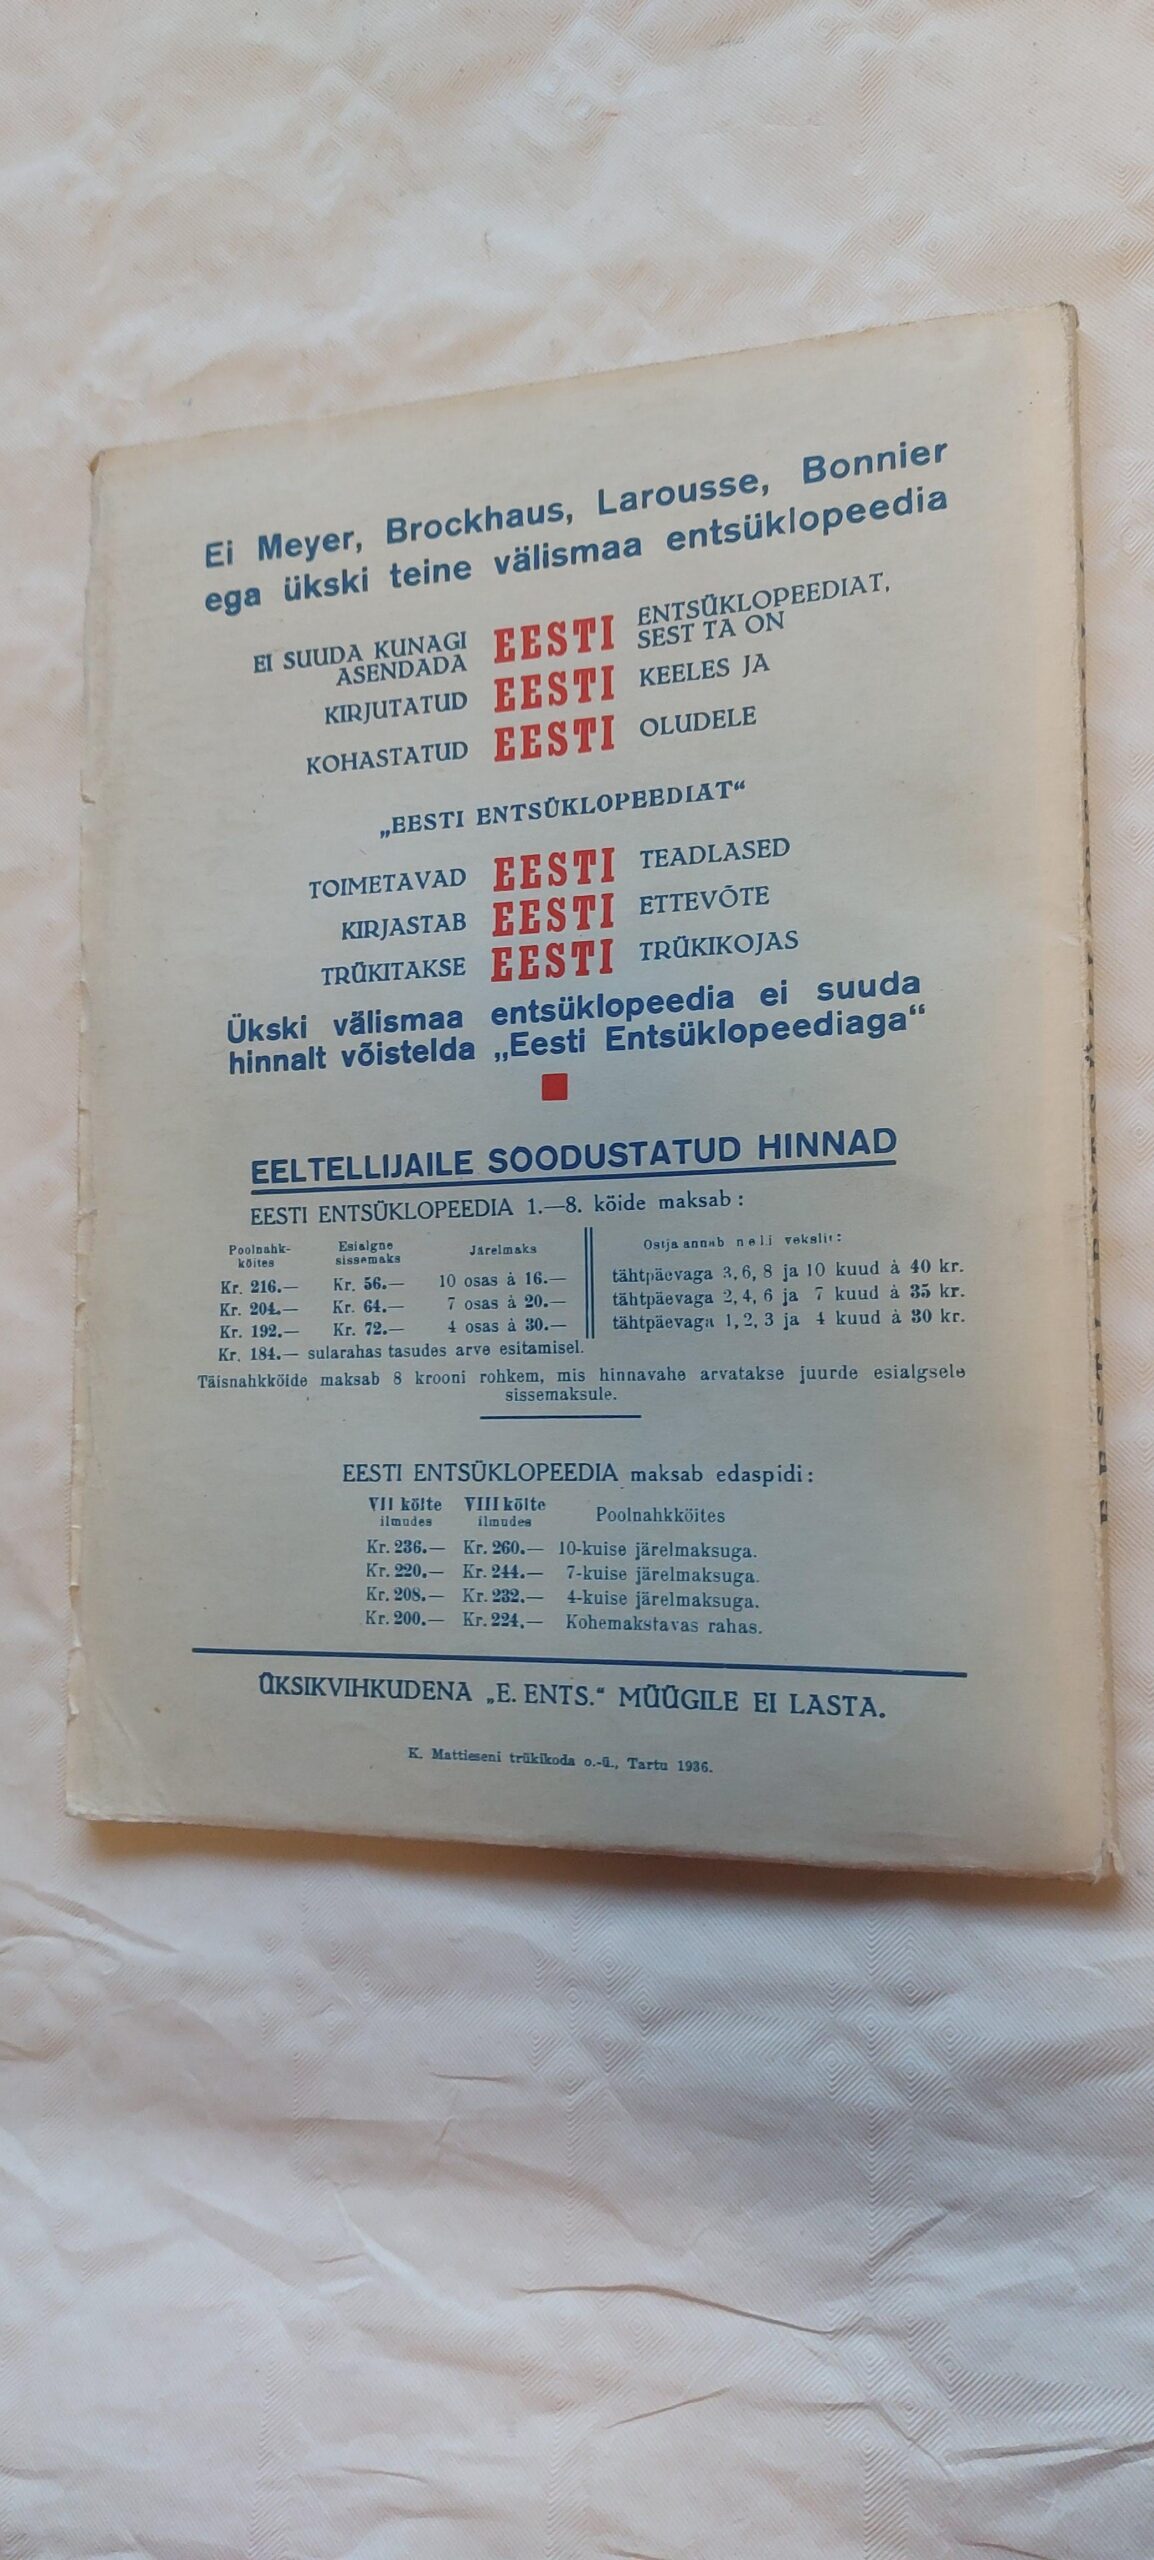 Ei Meyer, Brockhaus, Larousse, Bonnier
ega ükski teine välismaa entsüklopeedia
EI SUUDA KUNAGI ASENDADA EESTI ENTSÜKLOPEEDIAT, SEST TA ON
KIRJUTATUD EESTI KEELES JA
KOHASTATUD EESTI OLUDELE
„EESTI ENTSÜKLOPEEDIAT“
TOIMETAVAD EESTI TEADLASED
KIRJASTAB EESTI ETTEVÕTE
TRÜKITAKSE EESTI TRÜKIKOJAS
Ükski välismaa entsüklopeedia ei suuda
hinnalt võistelda „Eesti Entsüklopeediaga“
EELTELLIJAILE SOODUSTATUD HINNAD
EESTI ENTSÜKLOPEEDIA 1.—8. köide maksab:
Poolnahk-köites Esialgne sissemaks Järelmaks Ostja annab neli vekslit:
Kr. 216.— Kr. 56.— 10 osas à 16.— tähtpäevaga 3, 6, 8 ja 10 kuud à 40 kr.
Kr. 204.— Kr. 64.— 7 osas à 20.— tähtpäevaga 2, 4, 6 ja 7 kuud à 35 kr.
Kr. 192.— Kr. 72.— 4 osas à 30.— tähtpäevaga 1, 2, 3 ja 4 kuud à 30 kr.
Kr. 184.— sularahas tasudes arve esitamisel.
Täisnahkköide maksab 8 krooni rohkem, mis hinnavahe arvatakse juurde esialgsele
sissemaksule.
EESTI ENTSÜKLOPEEDIA maksab edaspidi:
VII köite ilmudes VIII köite ilmudes Poolnahkköites
Kr. 236.— Kr. 260.— 10-kuise järelmaksuga.
Kr. 220.— Kr. 244.— 7-kuise järelmaksuga.
Kr. 208.— Kr. 232.— 4-kuise järelmaksuga.
Kr. 200.— Kr. 224.— Kohemakstavas rahas.
ÜKSIKVIHKUDENA „E. ENTS.“ MÜÜGILE EI LASTA.
K. Mattieseni trükikoda o.-ü., Tartu 1936.